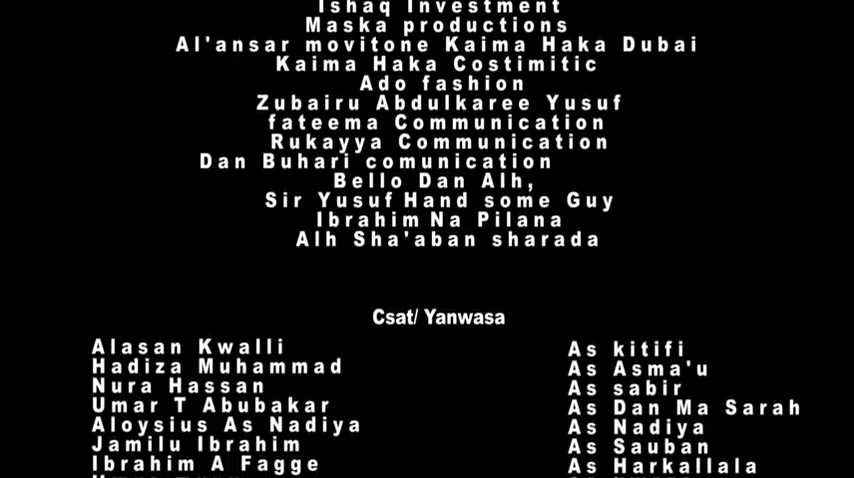 Ishaq Investment
Maska productions
Al'ansar movitone Kaima Haka Dubai
Kaima Haka Costimitic
Ado fashion
Zubairu Abdulkaree Yusuf
fateema Communication
Rukayya Communication
Dan Buhari comunication
Bello Dan Alh,
Sir Yusuf Hand some Guy
Ibrahim Na Pilana
Alh Sha'aban sharada
Csat/ Yanwasa
Alasan Kwalli As kitifi
Hadiza Muhammad As Asma'u
Nura Hassan As sabir
Umar T Abubakar As Dan Ma Sarah
Aloysius As Nadiya As Nadiya
Jamilu Ibrahim As Sauban
Ibrahim A Fagge As Harkallala